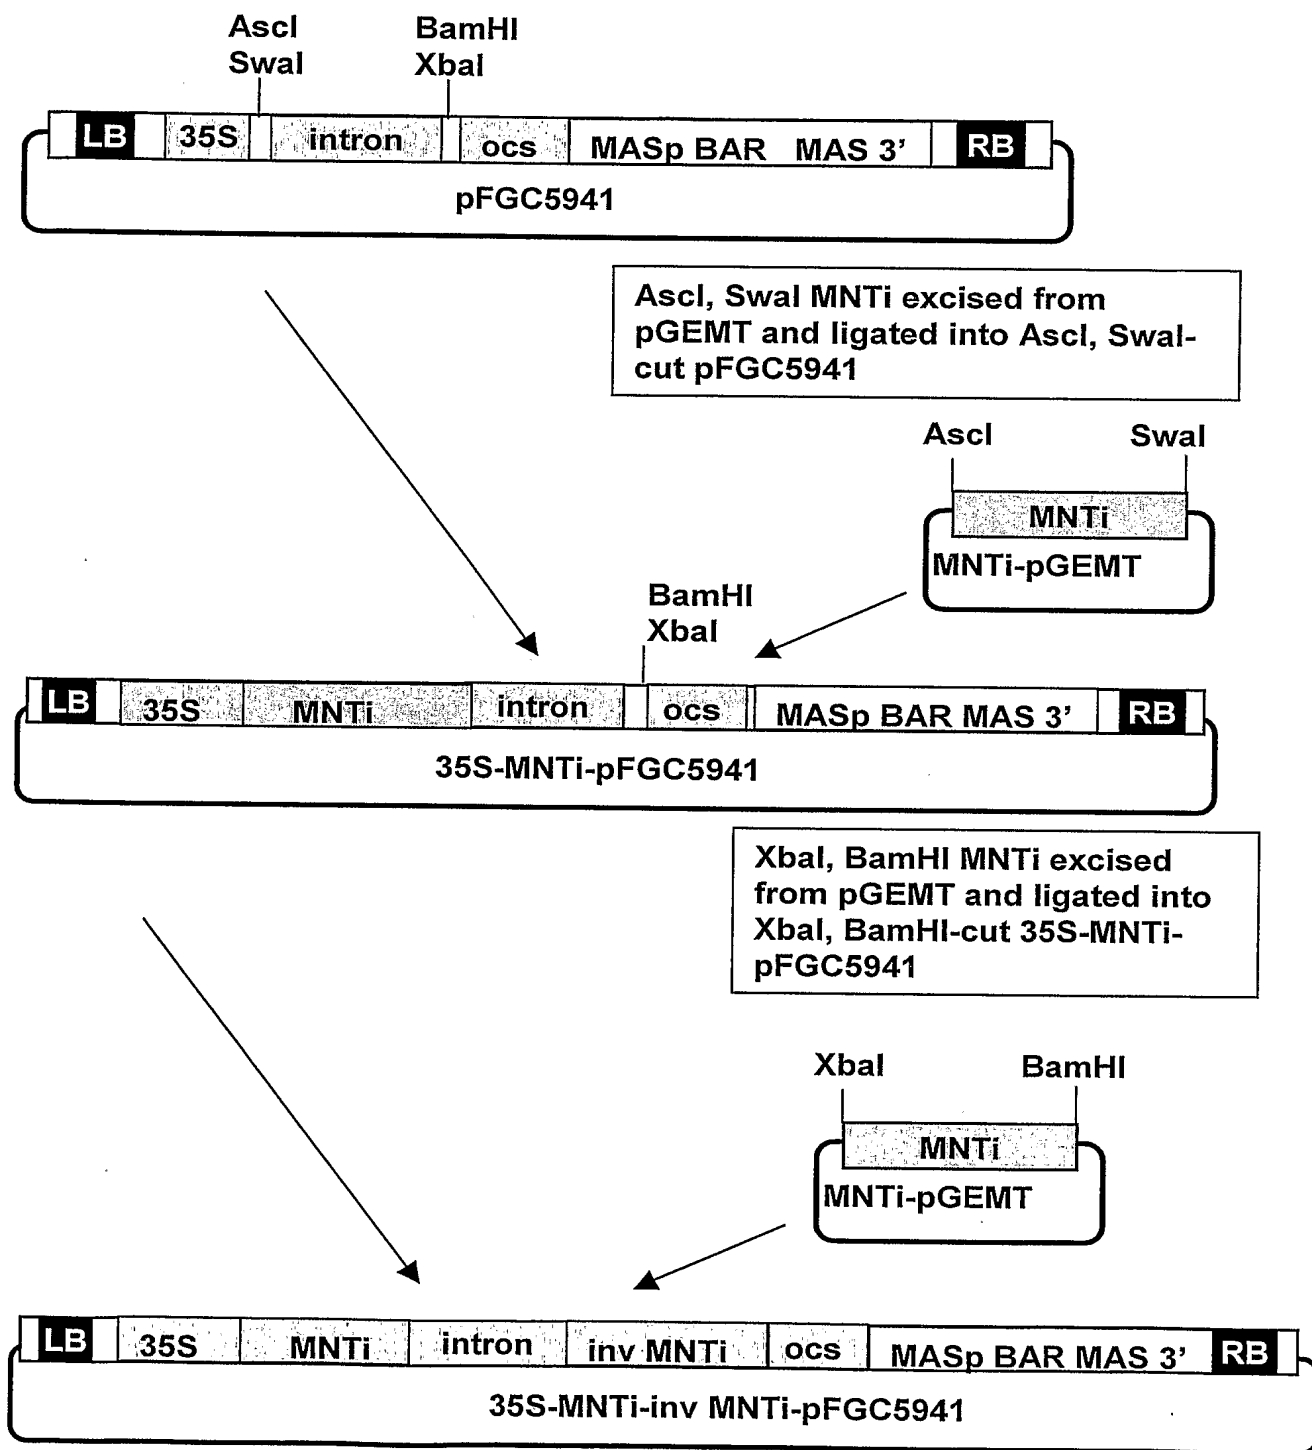 AscI BamHI
SwaI XbaI
LB 35S intron ocs MASp BAR MAS 3’ RB
pFGC5941
AscI, SwaI MNTi excised from
pGEMT and ligated into AscI, SwaI-
cut pFGC5941
AscI SwaI
MNTi
MNTi-pGEMT
BamHI
XbaI
LB 35S MNTi intron ocs MASp BAR MAS 3’ RB
35S-MNTi-pFGC5941
XbaI, BamHI MNTi excised
from pGEMT and ligated into
XbaI, BamHI-cut 35S-MNTi-
pFGC5941
XbaI BamHI
MNTi
MNTi-pGEMT
LB 35S MNTi intron inv MNTi ocs MASp BAR MAS 3’ RB
35S-MNTi-inv MNTi-pFGC5941